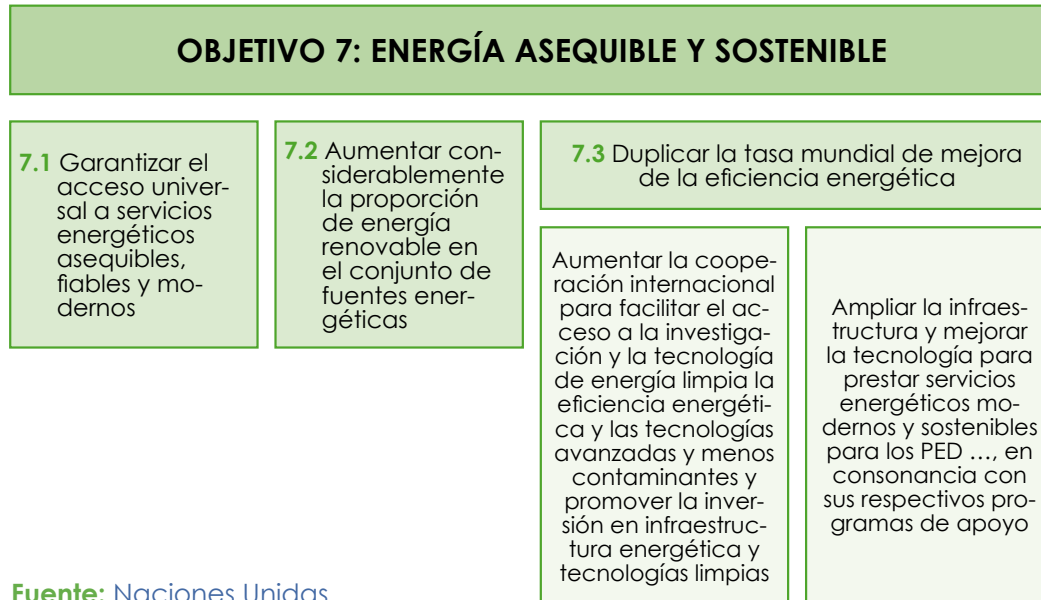 OBJETIVO 7: ENERGÍA ASEQUIBLE Y SOSTENIBLE
7.1 Garantizar el
acceso univer-
sal a servicios
energéticos
asequibles,
fiables y mo-
dernos
7.2 Aumentar con-
siderablemente
la proporción
de energía
renovable en
el conjunto de
fuentes ener-
géticas
7.3 Duplicar la tasa mundial de mejora
de la eficiencia energética
Aumentar la coope-
ración internacional
para facilitar el ac-
ceso a la investiga-
ción y la tecnología
de energía limpia la
eficiencia energéti-
ca y las tecnologías
avanzadas y menos
contaminantes y
promover la inver-
sión en infraestruc-
tura energética y
tecnologías limpias
Ampliar la infraes-
tructura y mejorar
la tecnología para
prestar servicios
energéticos mo-
dernos y sostenibles
para los PED …, en
consonancia con
sus respectivos pro-
gramas de apoyo
Fuente: Naciones Unidas